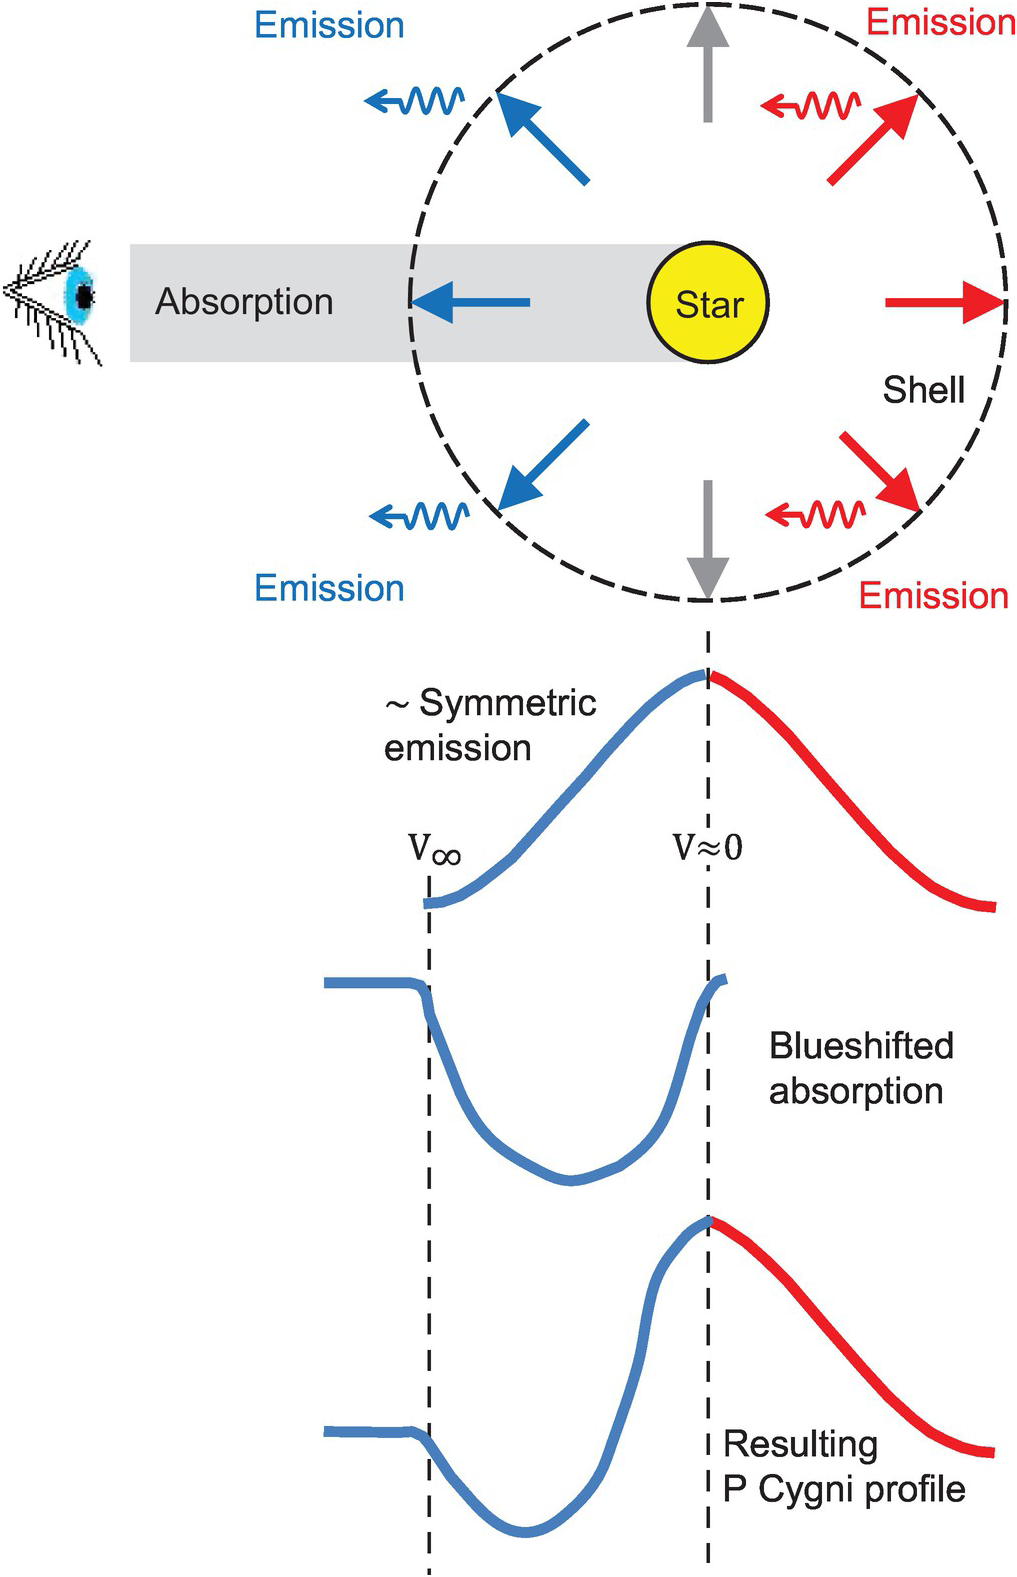 Emission
Emission
Absorption
Star
Shell
Emission
Emission
~ Symmetric
emission
V∞
V≈0
Blueshifted
absorption
Resulting
P Cygni profile